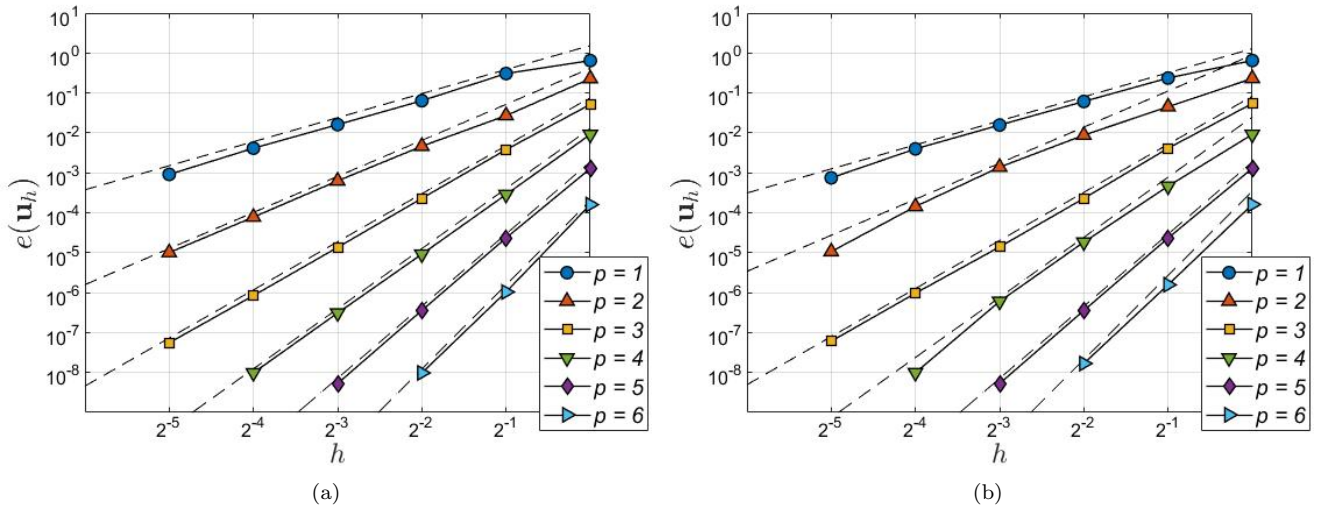 10^1
10^0
10^-1
10^-2
10^-3
10^-4
10^-5
10^-6
10^-7
10^-8
e(u_h)
2^-5
2^-4
2^-3
2^-2
2^-1
h
p = 1
p = 2
p = 3
p = 4
p = 5
p = 6
(a)
10^1
10^0
10^-1
10^-2
10^-3
10^-4
10^-5
10^-6
10^-7
10^-8
e(u_h)
2^-5
2^-4
2^-3
2^-2
2^-1
h
p = 1
p = 2
p = 3
p = 4
p = 5
p = 6
(b)